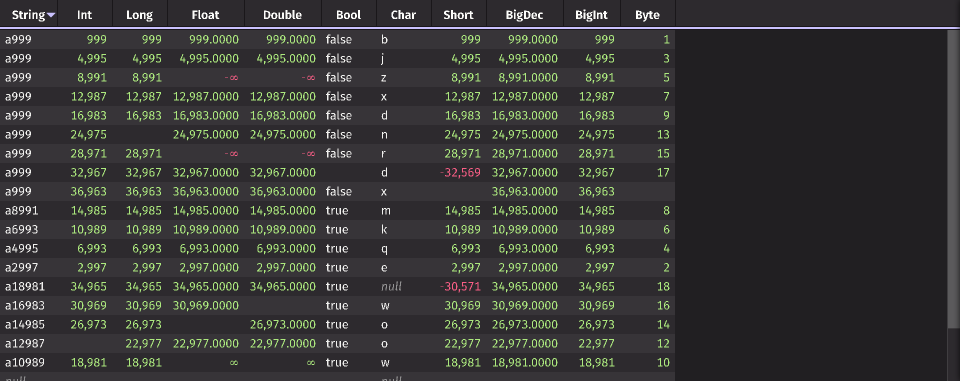 String Int Long Float Double Bool Char Short BigDec BigInt Byte
a999 999 999 999.0000 999.0000 false b 999 999.0000 999 1
a999 4,995 4,995 4,995.0000 4,995.0000 false j 4,995 4,995.0000 4,995 3
a999 8,991 8,991 -∞ -∞ false z 8,991 8,991.0000 8,991 5
a999 12,987 12,987 12,987.0000 12,987.0000 false x 12,987 12,987.0000 12,987 7
a999 16,983 16,983 16,983.0000 16,983.0000 false d 16,983 16,983.0000 16,983 9
a999 24,975 24,975.0000 24,975.0000 false n 24,975 24,975.0000 24,975 13
a999 28,971 28,971 -∞ -∞ false r 28,971 28,971.0000 28,971 15
a999 32,967 32,967 32,967.0000 32,967.0000 d -32,569 32,967.0000 32,967 17
a999 36,963 36,963 36,963.0000 36,963.0000 false x 36,963.0000 36,963
a8991 14,985 14,985 14,985.0000 14,985.0000 true m 14,985 14,985.0000 14,985 8
a6993 10,989 10,989 10,989.0000 10,989.0000 true k 10,989 10,989.0000 10,989 6
a4995 6,993 6,993 6,993.0000 6,993.0000 true q 6,993 6,993.0000 6,993 4
a2997 2,997 2,997 2,997.0000 2,997.0000 true e 2,997 2,997.0000 2,997 2
a18981 34,965 34,965 34,965.0000 34,965.0000 true null -30,571 34,965.0000 34,965 18
a16983 30,969 30,969 30,969.0000 true w 30,969 30,969.0000 30,969 16
a14985 26,973 26,973 26,973.0000 true o 26,973 26,973.0000 26,973 14
a12987 22,977 22,977.0000 22,977.0000 true o 22,977 22,977.0000 22,977 12
a10989 18,981 18,981 ∞ ∞ true w 18,981 18,981.0000 18,981 10
null null